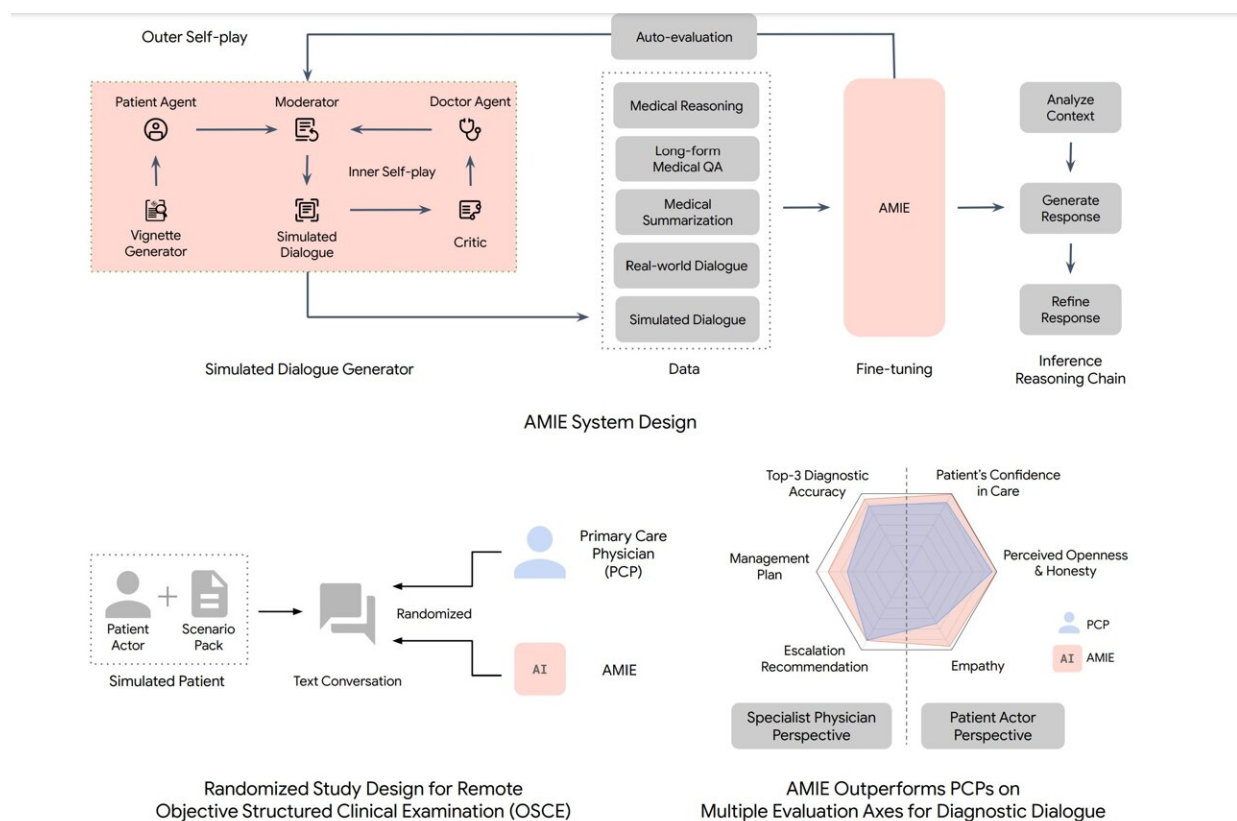 Outer Self-play
Auto-evaluation
Patient Agent
Moderator
Doctor Agent
Inner Self-play
Vignette
Generator
Simulated
Dialogue
Critic
Medical Reasoning
Long-form
Medical QA
Medical
Summarization
Real-world Dialogue
Simulated Dialogue
AMIE
Analyze
Context
Generate
Response
Refine
Response
Simulated Dialogue Generator
Data
Fine-tuning
Inference
Reasoning Chain
AMIE System Design
Patient
Actor
Scenario
Pack
Simulated Patient
Text Conversation
Randomized
Primary Care
Physician
(PCP)
AI
AMIE
Randomized Study Design for Remote
Objective Structured Clinical Examination (OSCE)
Top-3 Diagnostic
Accuracy
Patient's Confidence
in Care
Management
Plan
Perceived Openness
& Honesty
Escalation
Recommendation
Empathy
PCP
AI AMIE
Specialist Physician
Perspective
Patient Actor
Perspective
AMIE Outperforms PCPs on
Multiple Evaluation Axes for Diagnostic Dialogue